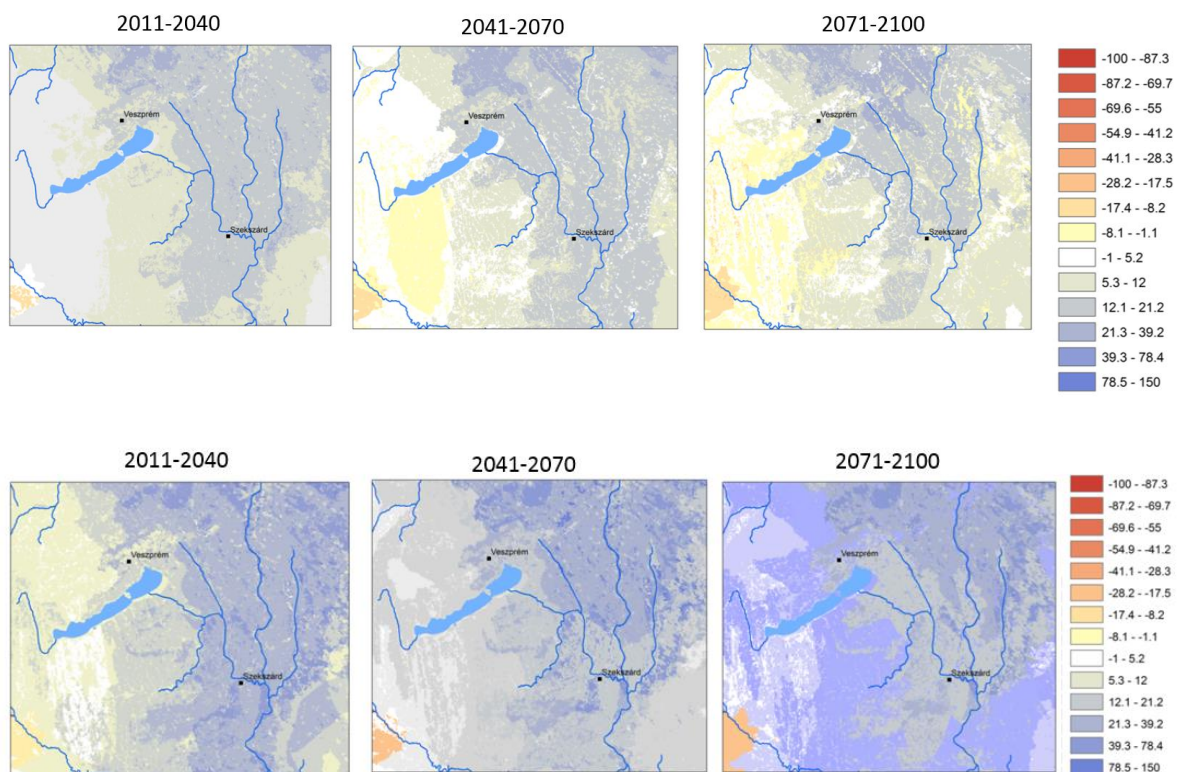 2011-2040
2041-2070
2071-2100
Veszprém
Szekszárd
Veszprém
Szekszárd
Veszprém
Szekszárd
-100 - -87.3
-87.2 - -69.7
-69.6 - -55
-54.9 - -41.2
-41.1 - -28.3
-28.2 - -17.5
-17.4 - -8.2
-8.1 - -1.1
-1 - 5.2
5.3 - 12
12.1 - 21.2
21.3 - 39.2
39.3 - 78.4
78.5 - 150
2011-2040
2041-2070
2071-2100
Veszprém
Szekszárd
Veszprém
Szekszárd
Veszprém
Szekszárd
-100 - -87.3
-87.2 - -69.7
-69.6 - -55
-54.9 - -41.2
-41.1 - -28.3
-28.2 - -17.5
-17.4 - -8.2
-8.1 - -1.1
-1 - 5.2
5.3 - 12
12.1 - 21.2
21.3 - 39.2
39.3 - 78.4
78.5 - 150